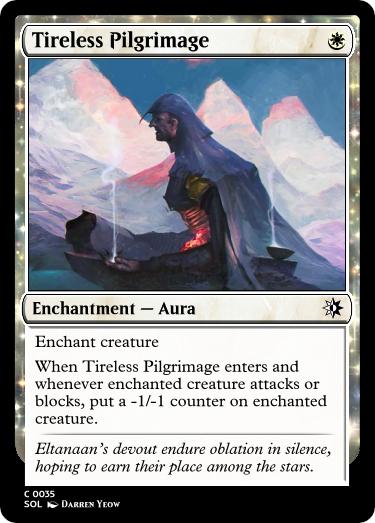 Tireless Pilgrimage
Enchantment — Aura
Enchant creature
When Tireless Pilgrimage enters and
whenever enchanted creature attacks or
blocks, put a -1/-1 counter on enchanted
creature.
Eltanaan's devout endure oblation in silence,
hoping to earn their place among the stars.
C 0035
SOL Darren Yeow